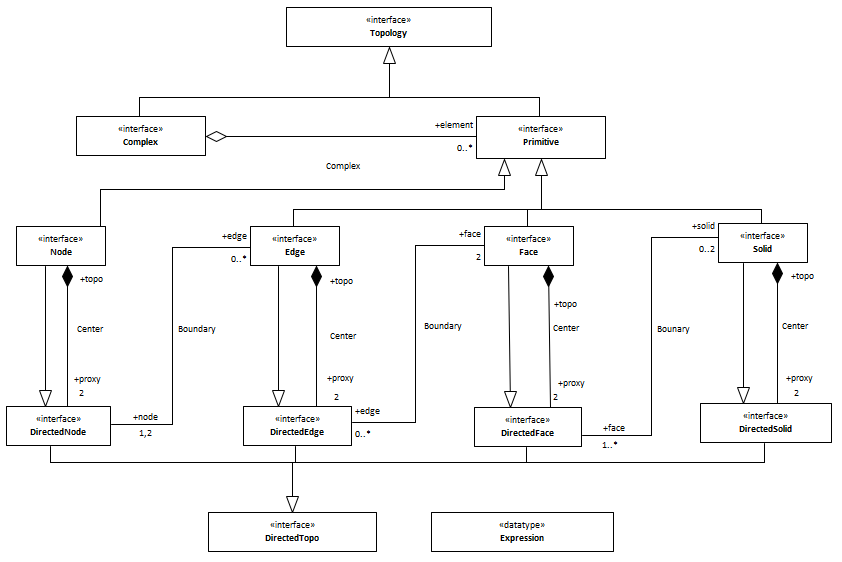 «interface»
Topology
«interface»
Complex
+element
0..*
«interface»
Primitive
Complex
«interface»
Node
+edge
0..*
«interface»
Edge
+face
2
«interface»
Face
+solid
0..2
«interface»
Solid
+topo
+topo
+topo
+topo
Center
Boundary
Center
Boundary
Center
Bounary
Center
+proxy
2
+proxy
2
+proxy
2
+proxy
2
«interface»
DirectedNode
+node
1,2
«interface»
DirectedEdge
+edge
0..*
«interface»
DirectedFace
+face
1..*
«interface»
DirectedSolid
«interface»
DirectedTopo
«datatype»
Expression